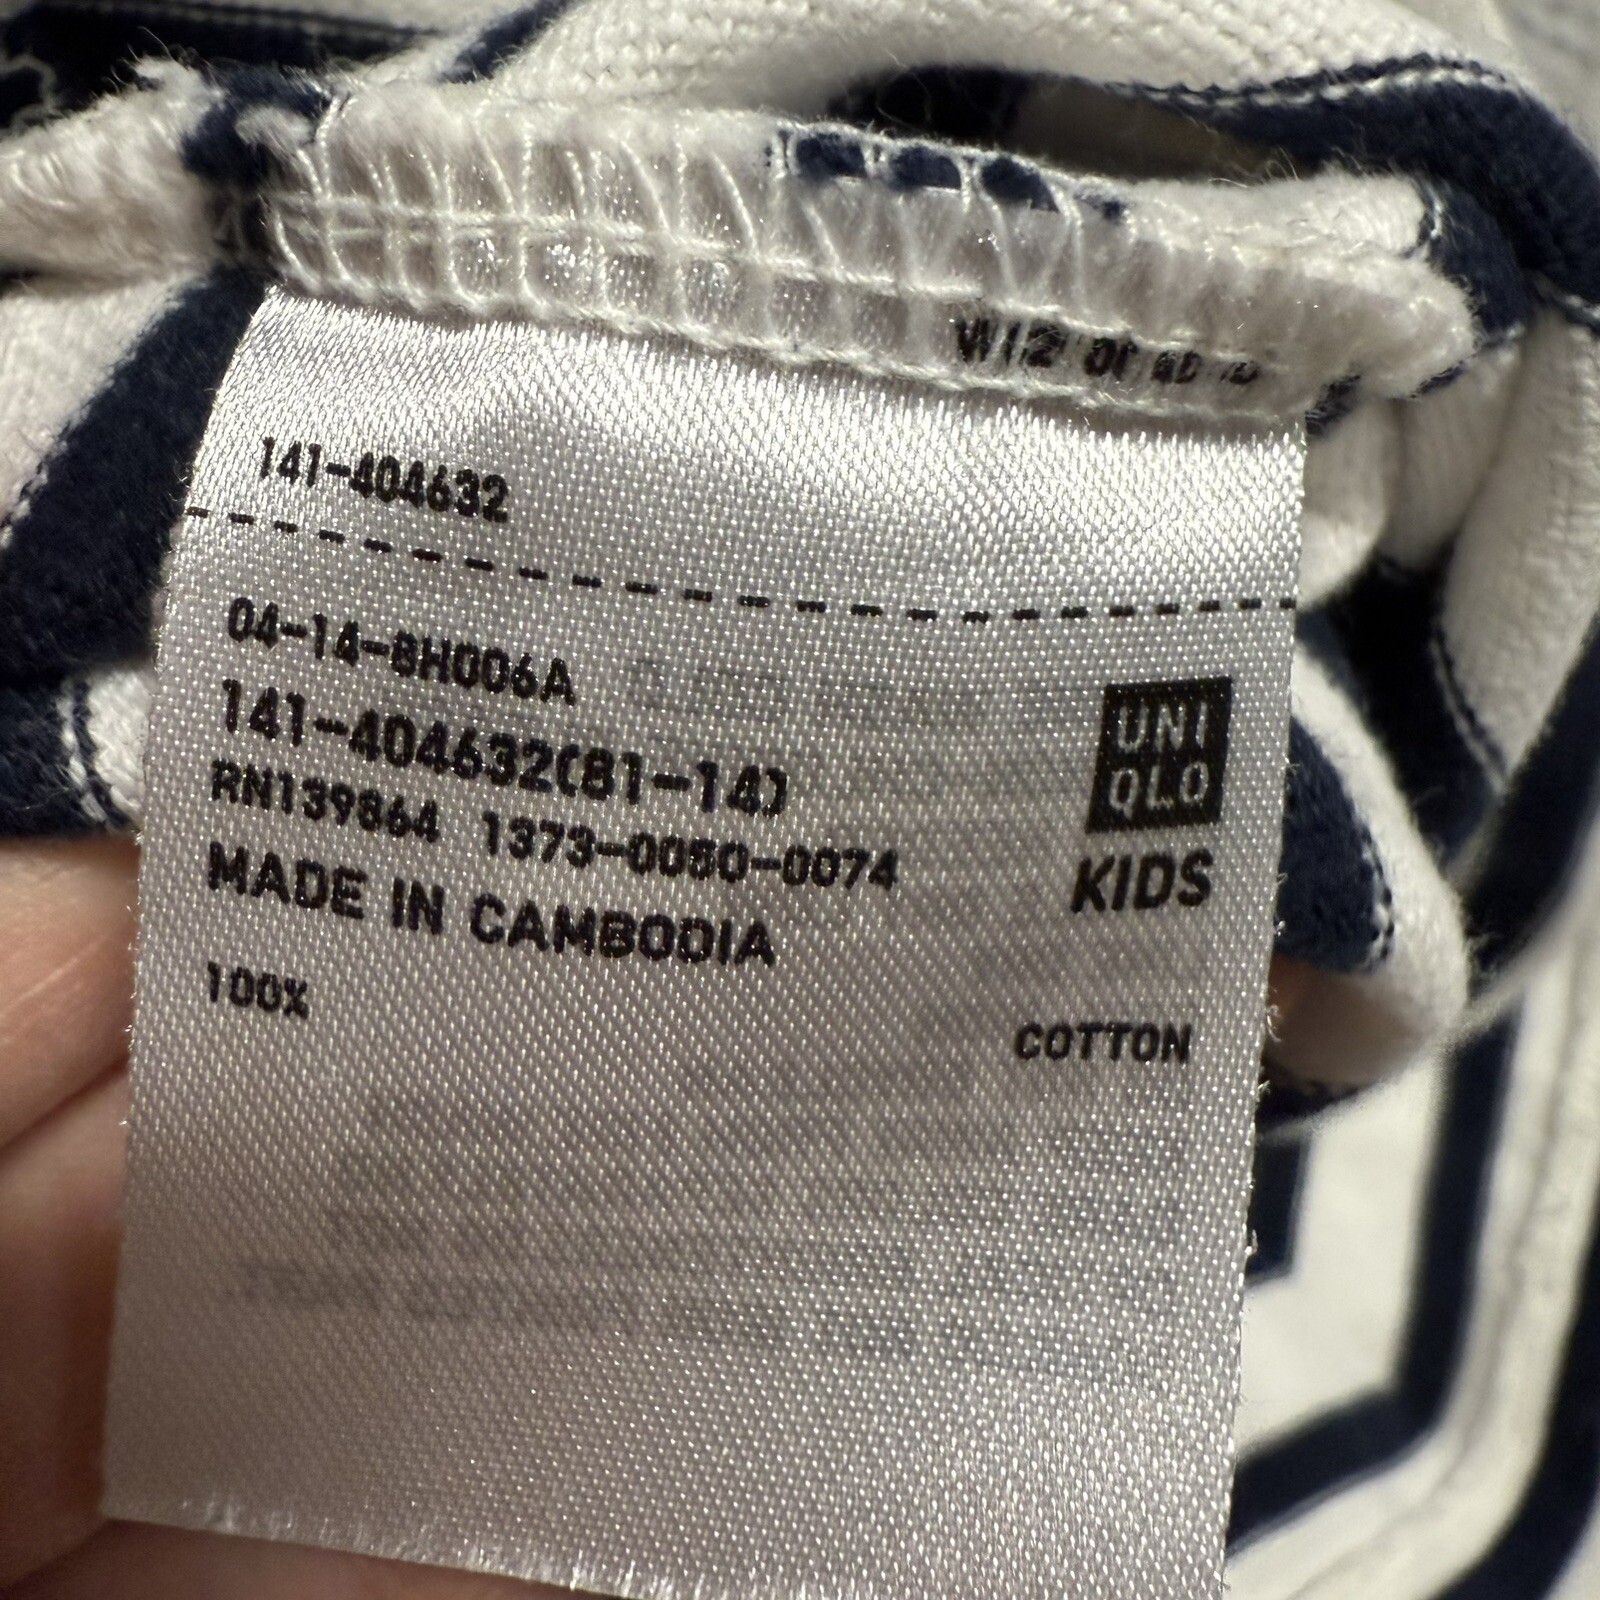 141-404632
04-14-8H006A
141-404632(81-14)
RN139864 1373-0050-0074
MADE IN CAMBODIA
100% COTTON
UNI
QLO
KIDS